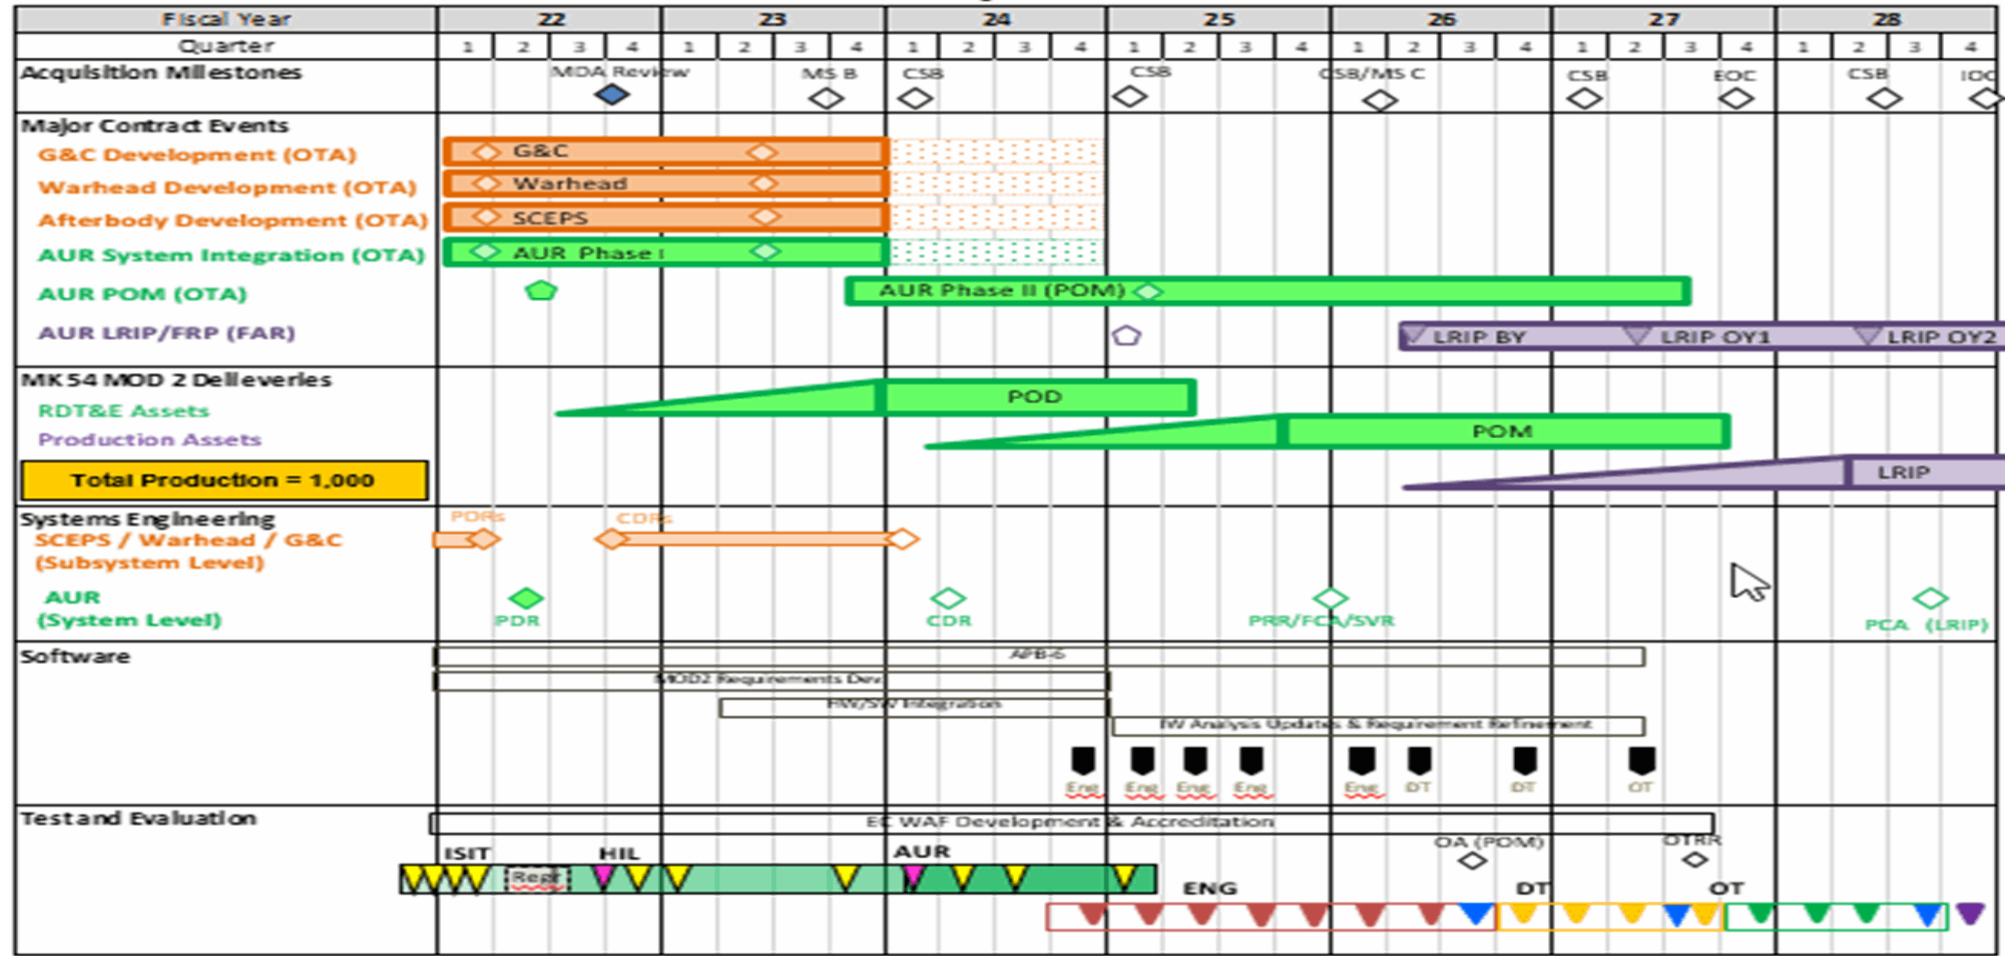 Fiscal Year 22 23 24 25 26 27 28
Quarter 1 2 3 4 1 2 3 4 1 2 3 4 1 2 3 4 1 2 3 4 1 2 3 4 1 2 3 4
Acquisition Milestones MDA Review MS B CSB CSB CSB/MS C CSB EOC CSB IOC
Major Contract Events
G&C Development (OTA) G&C
Warhead Development (OTA) Warhead
Afterbody Development (OTA) SCEPS
AUR System Integration (OTA) AUR Phase I
AUR POM (OTA) AUR Phase II (POM)
AUR LRIP/FRP (FAR) LRIP BY LRIP OY1 LRIP OY2
MK 54 MOD 2 Delleveries
RDT&E Assets POD
Production Assets POM
Total Production = 1,000 LRIP
Systems Engineering PDRs CDRs
SCEPS / Warhead / G&C
(Subsystem Level)
AUR
(System Level) PDR CDR PRR/FCA/SVR PCA (LRIP)
Software APB-6
MOD2 Requirements Dev.
HW/SW Integration
IW Analysis Updates & Requirement Refinement
Eng Eng Eng Eng Eng DT DT OT
Test and Evaluation EC WAF Development & Accreditation
OA (POM) OTRR
ISIT HIL AUR
Regr
ENG DT OT